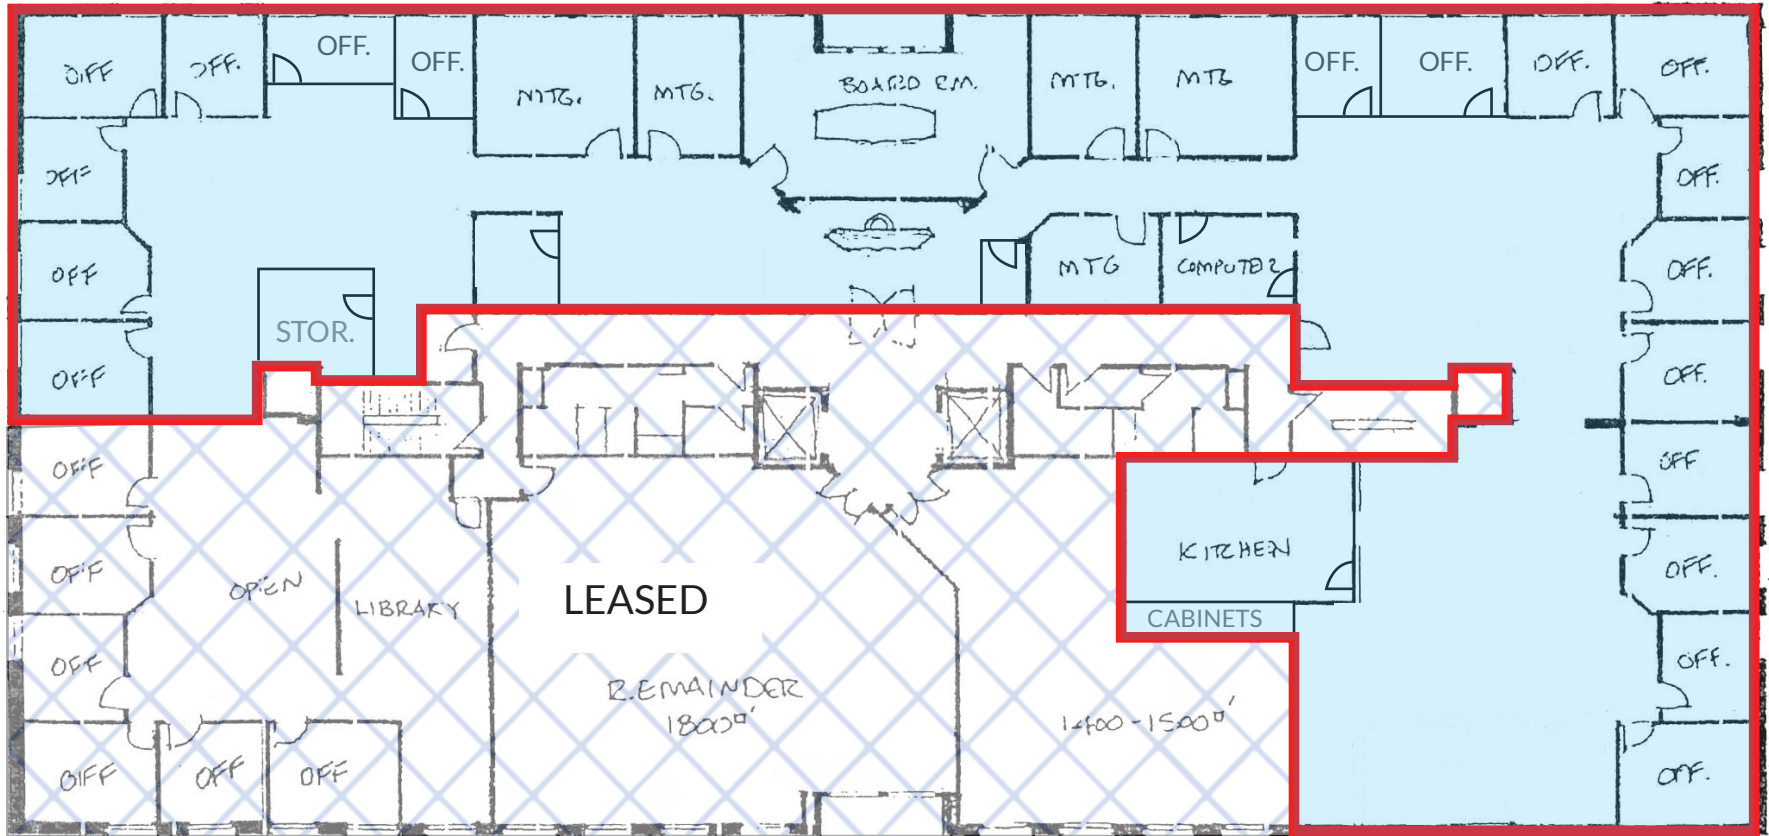 OFF
OFF.
OFF.
OFF.
MTG.
MTG.
BOARD RM.
MTG.
MTG
OFF.
OFF.
OFF.
OFF.
OFF
OFF.
OFF
MTG
COMPUTER
OFF.
STOR.
OFF
OFF.
OFF
OFF
KITCHEN
OFF
OPEN
LIBRARY
LEASED
OFF.
CABINETS
OFF
OFF.
REMAINDER
1800□'
1400-1500□'
OFF
OFF
OFF
OFF.